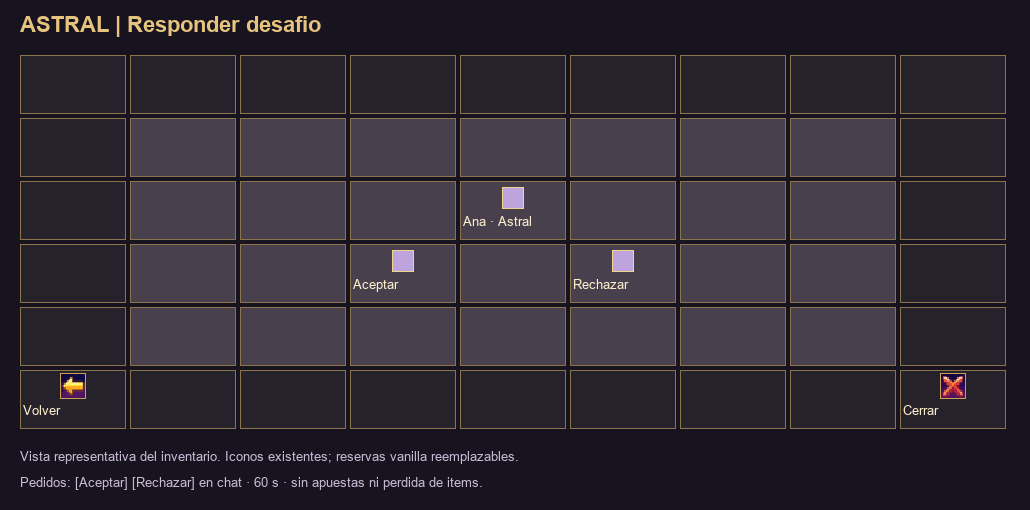 ASTRAL | Responder desafio
Ana · Astral
Aceptar
Rechazar
Volver
Cerrar
Vista representativa del inventario. Iconos existentes; reservas vanilla reemplazables.
Pedidos: [Aceptar] [Rechazar] en chat · 60 s · sin apuestas ni perdida de items.